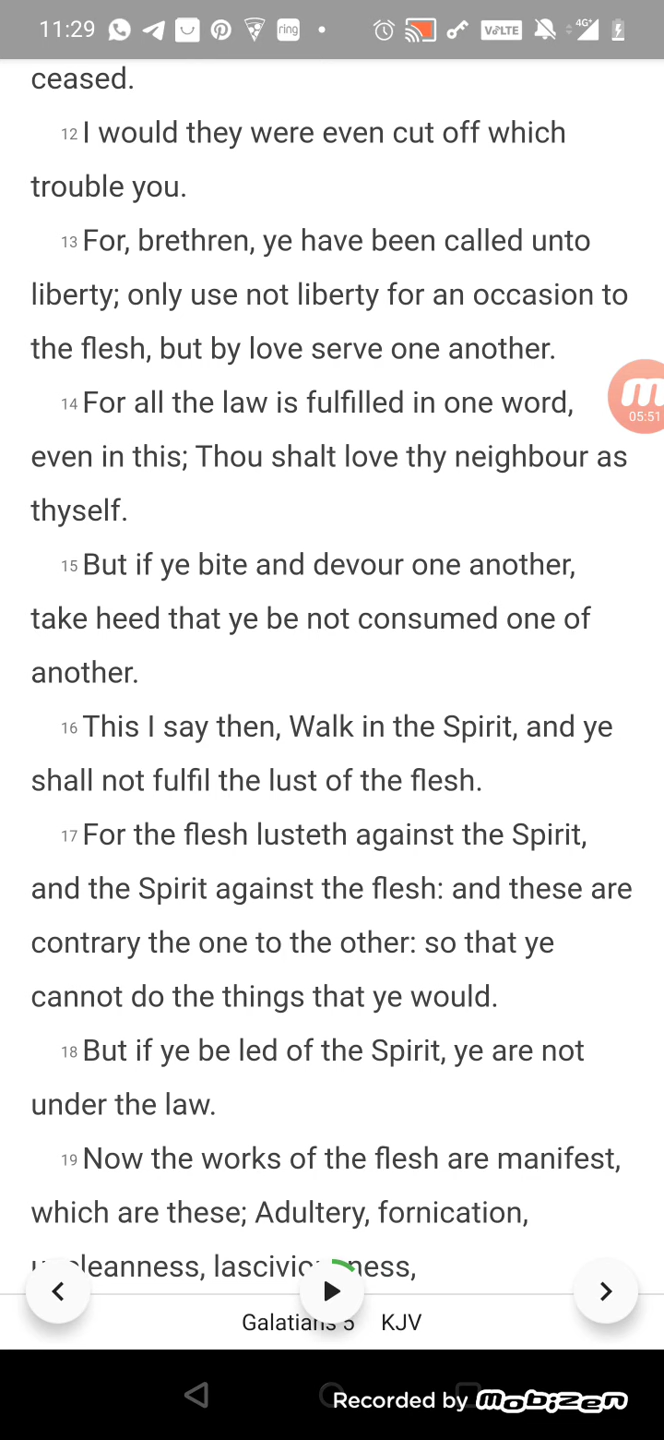 11:29 ring VoLTE 4G+
ceased.
12 I would they were even cut off which
trouble you.
13 For, brethren, ye have been called unto
liberty; only use not liberty for an occasion to
the flesh, but by love serve one another.
14 For all the law is fulfilled in one word,
05:51
even in this; Thou shalt love thy neighbour as
thyself.
15 But if ye bite and devour one another,
take heed that ye be not consumed one of
another.
16 This I say then, Walk in the Spirit, and ye
shall not fulfil the lust of the flesh.
17 For the flesh lusteth against the Spirit,
and the Spirit against the flesh: and these are
contrary the one to the other: so that ye
cannot do the things that ye would.
18 But if ye be led of the Spirit, ye are not
under the law.
19 Now the works of the flesh are manifest,
which are these; Adultery, fornication,
uncleanness, lasciviousness,
Galatians 5 KJV
Recorded by mobizen